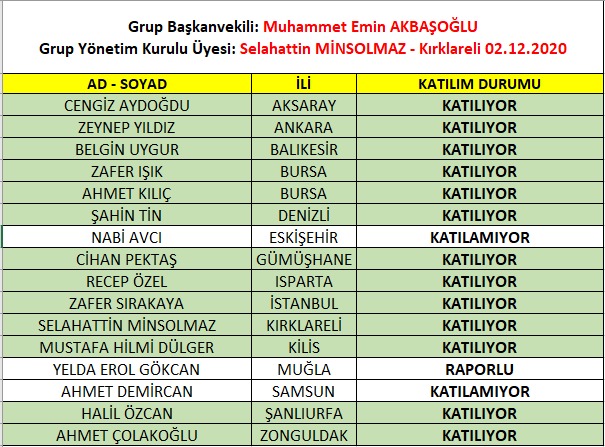 Grup Başkanvekili: Muhammet Emin AKBAŞOĞLU
Grup Yönetim Kurulu Üyesi: Selahattin MİNSOLMAZ - Kırklareli 02.12.2020
AD - SOYAD İLİ KATILIM DURUMU
CENGİZ AYDOĞDU AKSARAY KATILIYOR
ZEYNEP YILDIZ ANKARA KATILIYOR
BELGİN UYGUR BALIKESİR KATILIYOR
ZAFER IŞIK BURSA KATILIYOR
AHMET KILIÇ BURSA KATILIYOR
ŞAHİN TİN DENİZLİ KATILIYOR
NABİ AVCI ESKİŞEHİR KATILAMIYOR
CİHAN PEKTAŞ GÜMÜŞHANE KATILIYOR
RECEP ÖZEL ISPARTA KATILIYOR
ZAFER SIRAKAYA İSTANBUL KATILIYOR
SELAHATTİN MİNSOLMAZ KIRKLARELİ KATILIYOR
MUSTAFA HİLMİ DÜLGER KİLİS KATILIYOR
YELDA EROL GÖKCAN MUĞLA RAPORLU
AHMET DEMİRCAN SAMSUN KATILAMIYOR
HALİL ÖZCAN ŞANLIURFA KATILIYOR
AHMET ÇOLAKOĞLU ZONGULDAK KATILIYOR